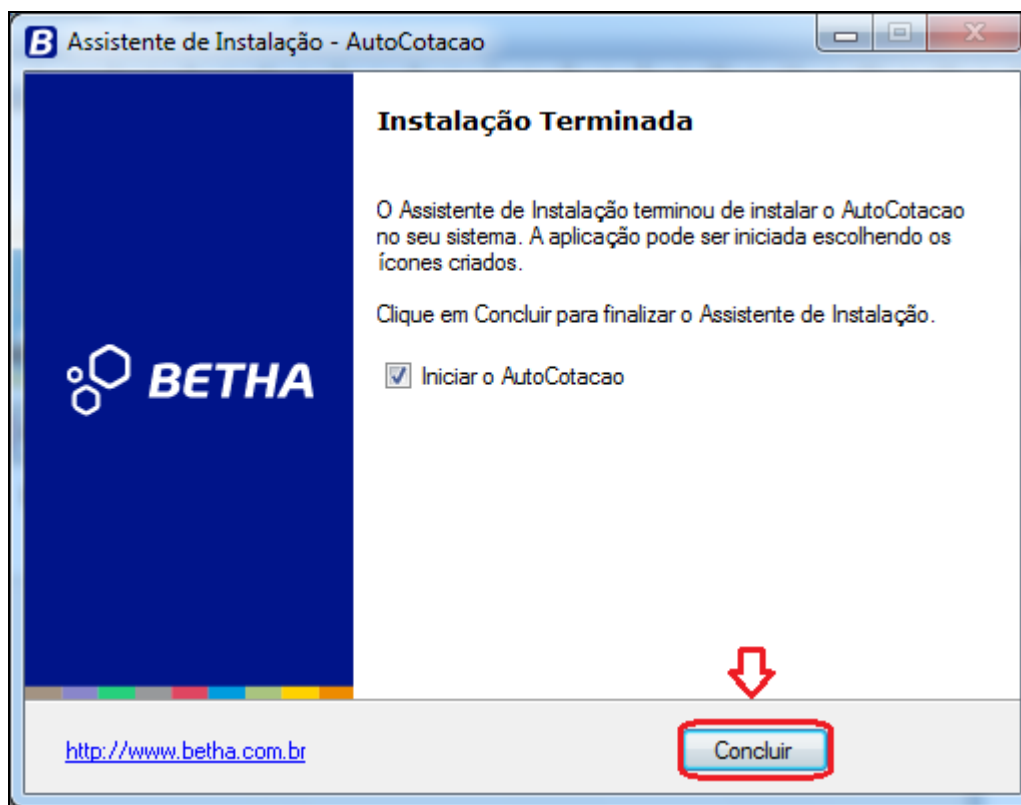 B Assistente de Instalação - AutoCotacao
Instalação Terminada
O Assistente de Instalação terminou de instalar o AutoCotacao
no seu sistema. A aplicação pode ser iniciada escolhendo os
ícones criados.
Clique em Concluir para finalizar o Assistente de Instalação.
BETHA
Iniciar o AutoCotacao
http://www.betha.com.br
Concluir